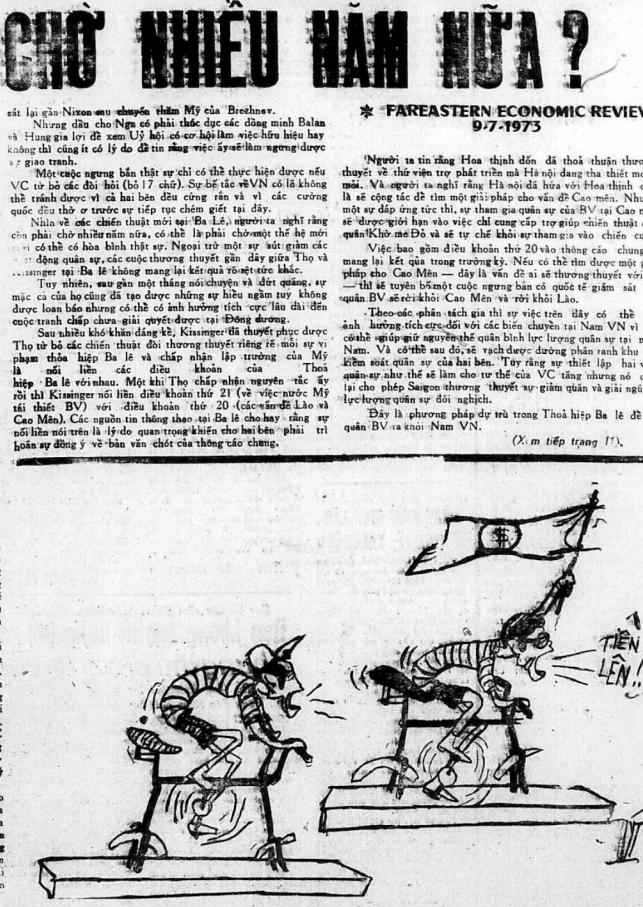 CHỜ NHIỀU NĂM NỮA ?
sát lại gần Nixon sau chuyến thăm Mỹ của Brezhnev.
Nhưng dầu cho Nga có phải thúc dục các đồng minh Balan
và Hung gia lợi để xem Uỷ hội có cơ hội làm việc hữu hiệu hay
không thì cũng ít có lý do để tin rằng việc ấy sẽ làm ngưng được
sự giao tranh.
Một cuộc ngưng bắn thật sự chỉ có thể thực hiện được nếu
VC từ bỏ các đòi hỏi (bỏ 17 chữ). Sự bế tắc về VN có lẽ không
thể tránh được vì cả hai bên đều cứng rắn và vì các cường
quốc đều thờ ơ trước sự tiếp tục chém giết tại đây.
Nhìn về các chiến thuật mới tại Ba Lê, người ta nghĩ rằng
còn phải chờ nhiều năm nữa, có thể là phải chờ một thế hệ mới
có thể có hòa bình thật sự. Ngoại trừ một sự sút giảm các
động quân sự, các cuộc thương thuyết gần đây giữa Thọ và
Kissinger tại Ba lê không mang lại kết quả rõ rệt tức khắc.
Tuy nhiên, sau gần một tháng nói chuyện và dứt quãng, sự
mặc cả của họ cũng đã tạo được những sự hiều ngầm tuy không
được loan báo nhưng có thể có ảnh hưởng tích cực lâu dài đến
cuộc tranh chấp chưa giải quyết được tại Đông dương.
Sau nhiều khó khăn đáng kể, Kissinger đã thuyết phục được
Thọ từ bỏ các chiến thuật đòi thương thuyết riêng rẽ mỗi sự vi
phạm thỏa hiệp Ba lê và chấp nhận lập trường của Mỹ
là nối liền các điều khoản của Thoả
hiệp Ba lê với nhau. Một khi Thọ chấp nhận nguyên tắc ấy
rồi thì Kissinger nối liền điều khoản thứ 21 (về việc nước Mỹ
tái thiết BV) với điều khoản thứ 20 (các vấn đề Lào và
Cao Mên). Các nguồn tin thông thạo tại Ba lê cho hay rằng sự
nối liền nói trên là lý do quan trọng khiến cho hai bên phải trì
hoãn sự đồng ý về bản văn chót của thông cáo chung.
* FAREASTERN ECONOMIC REVIEW
9-7-1973
Người ta tin rằng Hoa thịnh đốn đã thoả thuận thươ
thuyết về thứ viện trợ phát triển mà Hà nội đang tha thiết mo
mỏi. Và người ta nghĩ rằng Hà nội đã hứa với Hoa thịnh
là sẽ cộng tác để tìm một giải pháp cho vấn đề Cao mên. Như
một sự đáp ứng tức thì, sự tham gia quân sự của BV tại Cao m
sẽ được giới hạn vào việc chỉ cung cấp trợ giúp chiến thuật
quân Khờ me Đỏ và sẽ tự chế khỏi sự tham gia vào chiến cu
Việc bao gồm điều khoản thứ 20 vào thông cáo chung
mang lại kết qủa trong trường kỳ. Nếu có thể tìm được một
pháp cho Cao Mên — đây là vấn đề ai sẽ thương thuyết với
— thì sẽ tuyên bố một cuộc ngưng bắn có quốc tế giám sát
quân BV sẽ rời khỏi Cao Mên và rời khỏi Lào.
Theo các phân tách gia thì sự việc trên đây có thể
ảnh hưởng tích cực đối với các biến chuyển tại Nam VN vì
có thể giúp giữ nguyên thế quân bình lực lượng quân sự tại
Nam. Và có thể sau đó, sẽ vạch được đường phân ranh khu
kiểm soát quân sự của hai bên. Tuy rằng sự thiết lập hai v
quân sự như thế sẽ làm cho tư thế của VC tăng nhưng nó
lại cho phép Saigon thương thuyết sự giảm quân và giải ngũ
lực lượng quân sự đối nghịch.
Đây là phương pháp dự trù trong Thoả hiệp Ba lê để
quân BV ra khỏi Nam VN.
(Xem tiếp trang 11).
$
TIẾN
LÊN!!